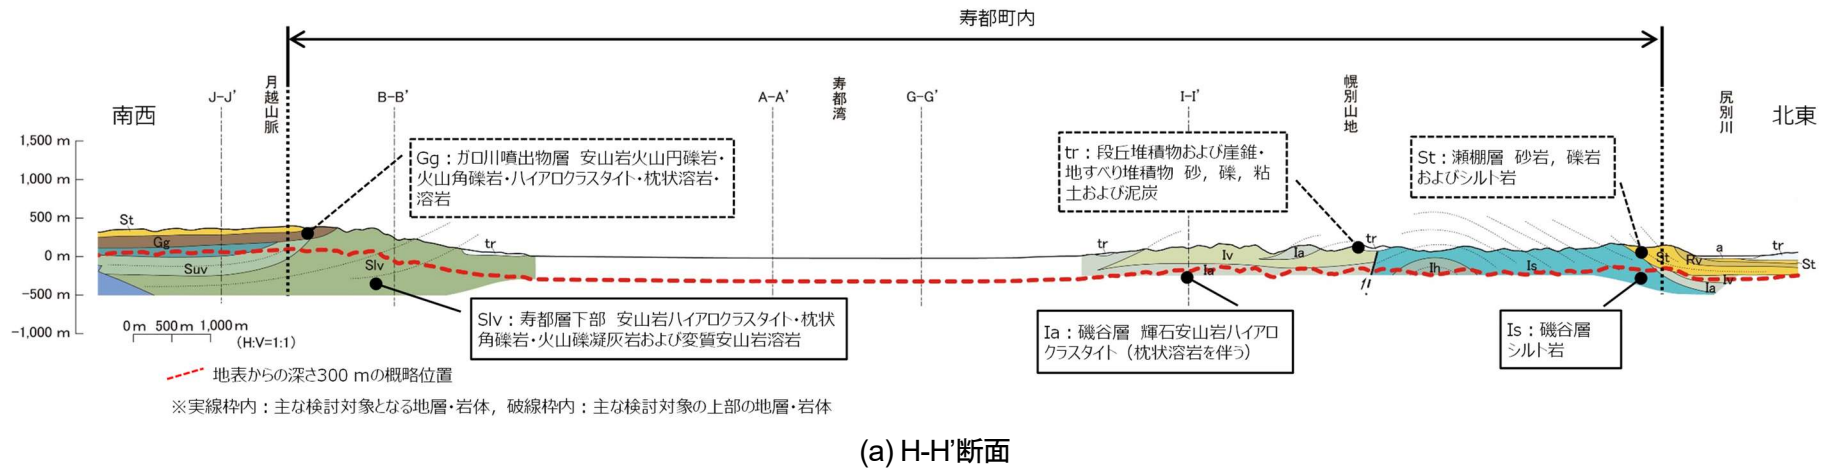 寿都町内
南西
J-J'
月越山脈
B-B'
A-A'
寿都湾
G-G'
I-I'
幌別山地
尻別川
北東
1,500 m
1,000 m
500 m
0 m
−500 m
−1,000 m
Gg：ガロ川噴出物層 安山岩火山円礫岩・
火山角礫岩・ハイアロクラスタイト・枕状溶岩・
溶岩
tr：段丘堆積物および崖錐・
地すべり堆積物 砂，礫，粘
土および泥炭
St：瀬棚層 砂岩，礫岩
およびシルト岩
St
Gg
Suv
Slv
tr
tr
Iv
Ia
Ia
tr
Ih
Is
St
Rv
a
tr
Iv
Ia
St
Slv：寿都層下部 安山岩ハイアロクラスタイト・枕状
角礫岩・火山礫凝灰岩および変質安山岩溶岩
Ia：磯谷層 輝石安山岩ハイアロ
クラスタイト（枕状溶岩を伴う）
Is：磯谷層
シルト岩
0 m 500 m 1,000 m
(H:V=1:1)
地表からの深さ300 mの概略位置
※実線枠内：主な検討対象となる地層・岩体，破線枠内：主な検討対象の上部の地層・岩体
(a) H-H'断面